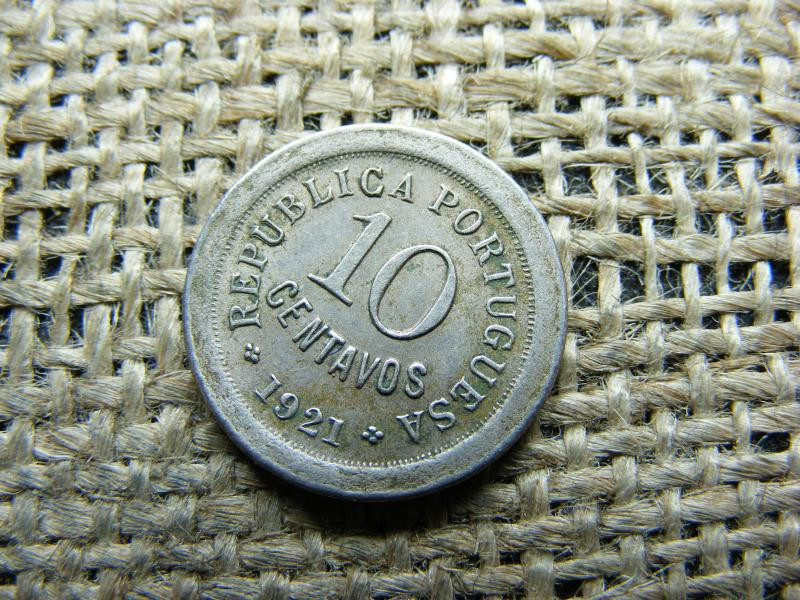 REPUBLICA PORTUGUESA
10
CENTAVOS
1921